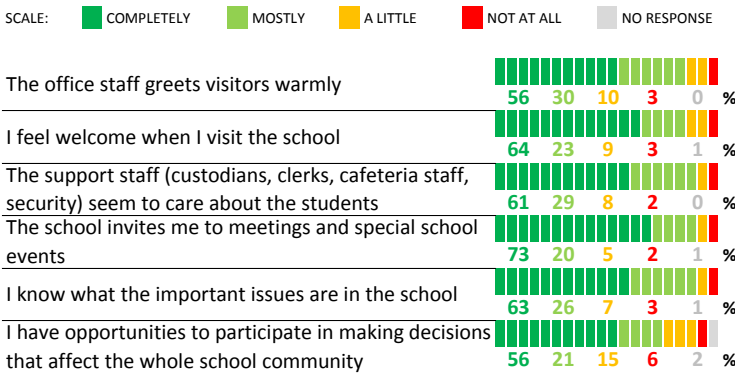 SCALE: COMPLETELY MOSTLY A LITTLE NOT AT ALL NO RESPONSE
The office staff greets visitors warmly
56 30 10 3 0 %
I feel welcome when I visit the school
64 23 9 3 1 %
The support staff (custodians, clerks, cafeteria staff,
security) seem to care about the students
61 29 8 2 0 %
The school invites me to meetings and special school
events
73 20 5 2 1 %
I know what the important issues are in the school
63 26 7 3 1 %
I have opportunities to participate in making decisions
that affect the whole school community
56 21 15 6 2 %